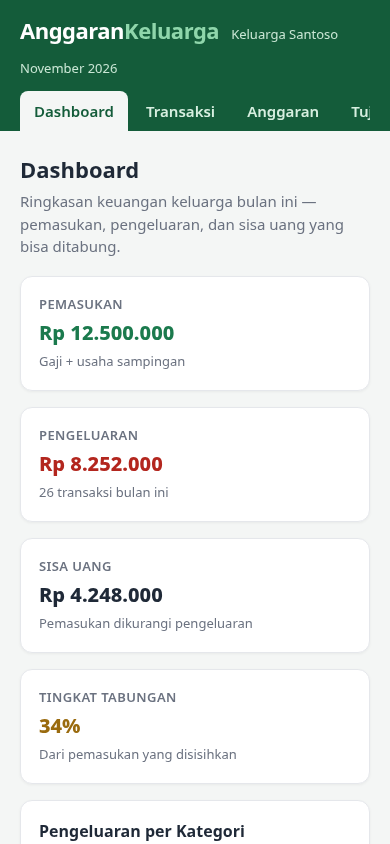 AnggaranKeluarga Keluarga Santoso
November 2026
Dashboard Transaksi Anggaran
Dashboard
Ringkasan keuangan keluarga bulan ini —
pemasukan, pengeluaran, dan sisa uang yang
bisa ditabung.
PEMASUKAN
Rp 12.500.000
Gaji + usaha sampingan
PENGELUARAN
Rp 8.252.000
26 transaksi bulan ini
SISA UANG
Rp 4.248.000
Pemasukan dikurangi pengeluaran
TINGKAT TABUNGAN
34%
Dari pemasukan yang disisihkan
Pengeluaran per Kategori